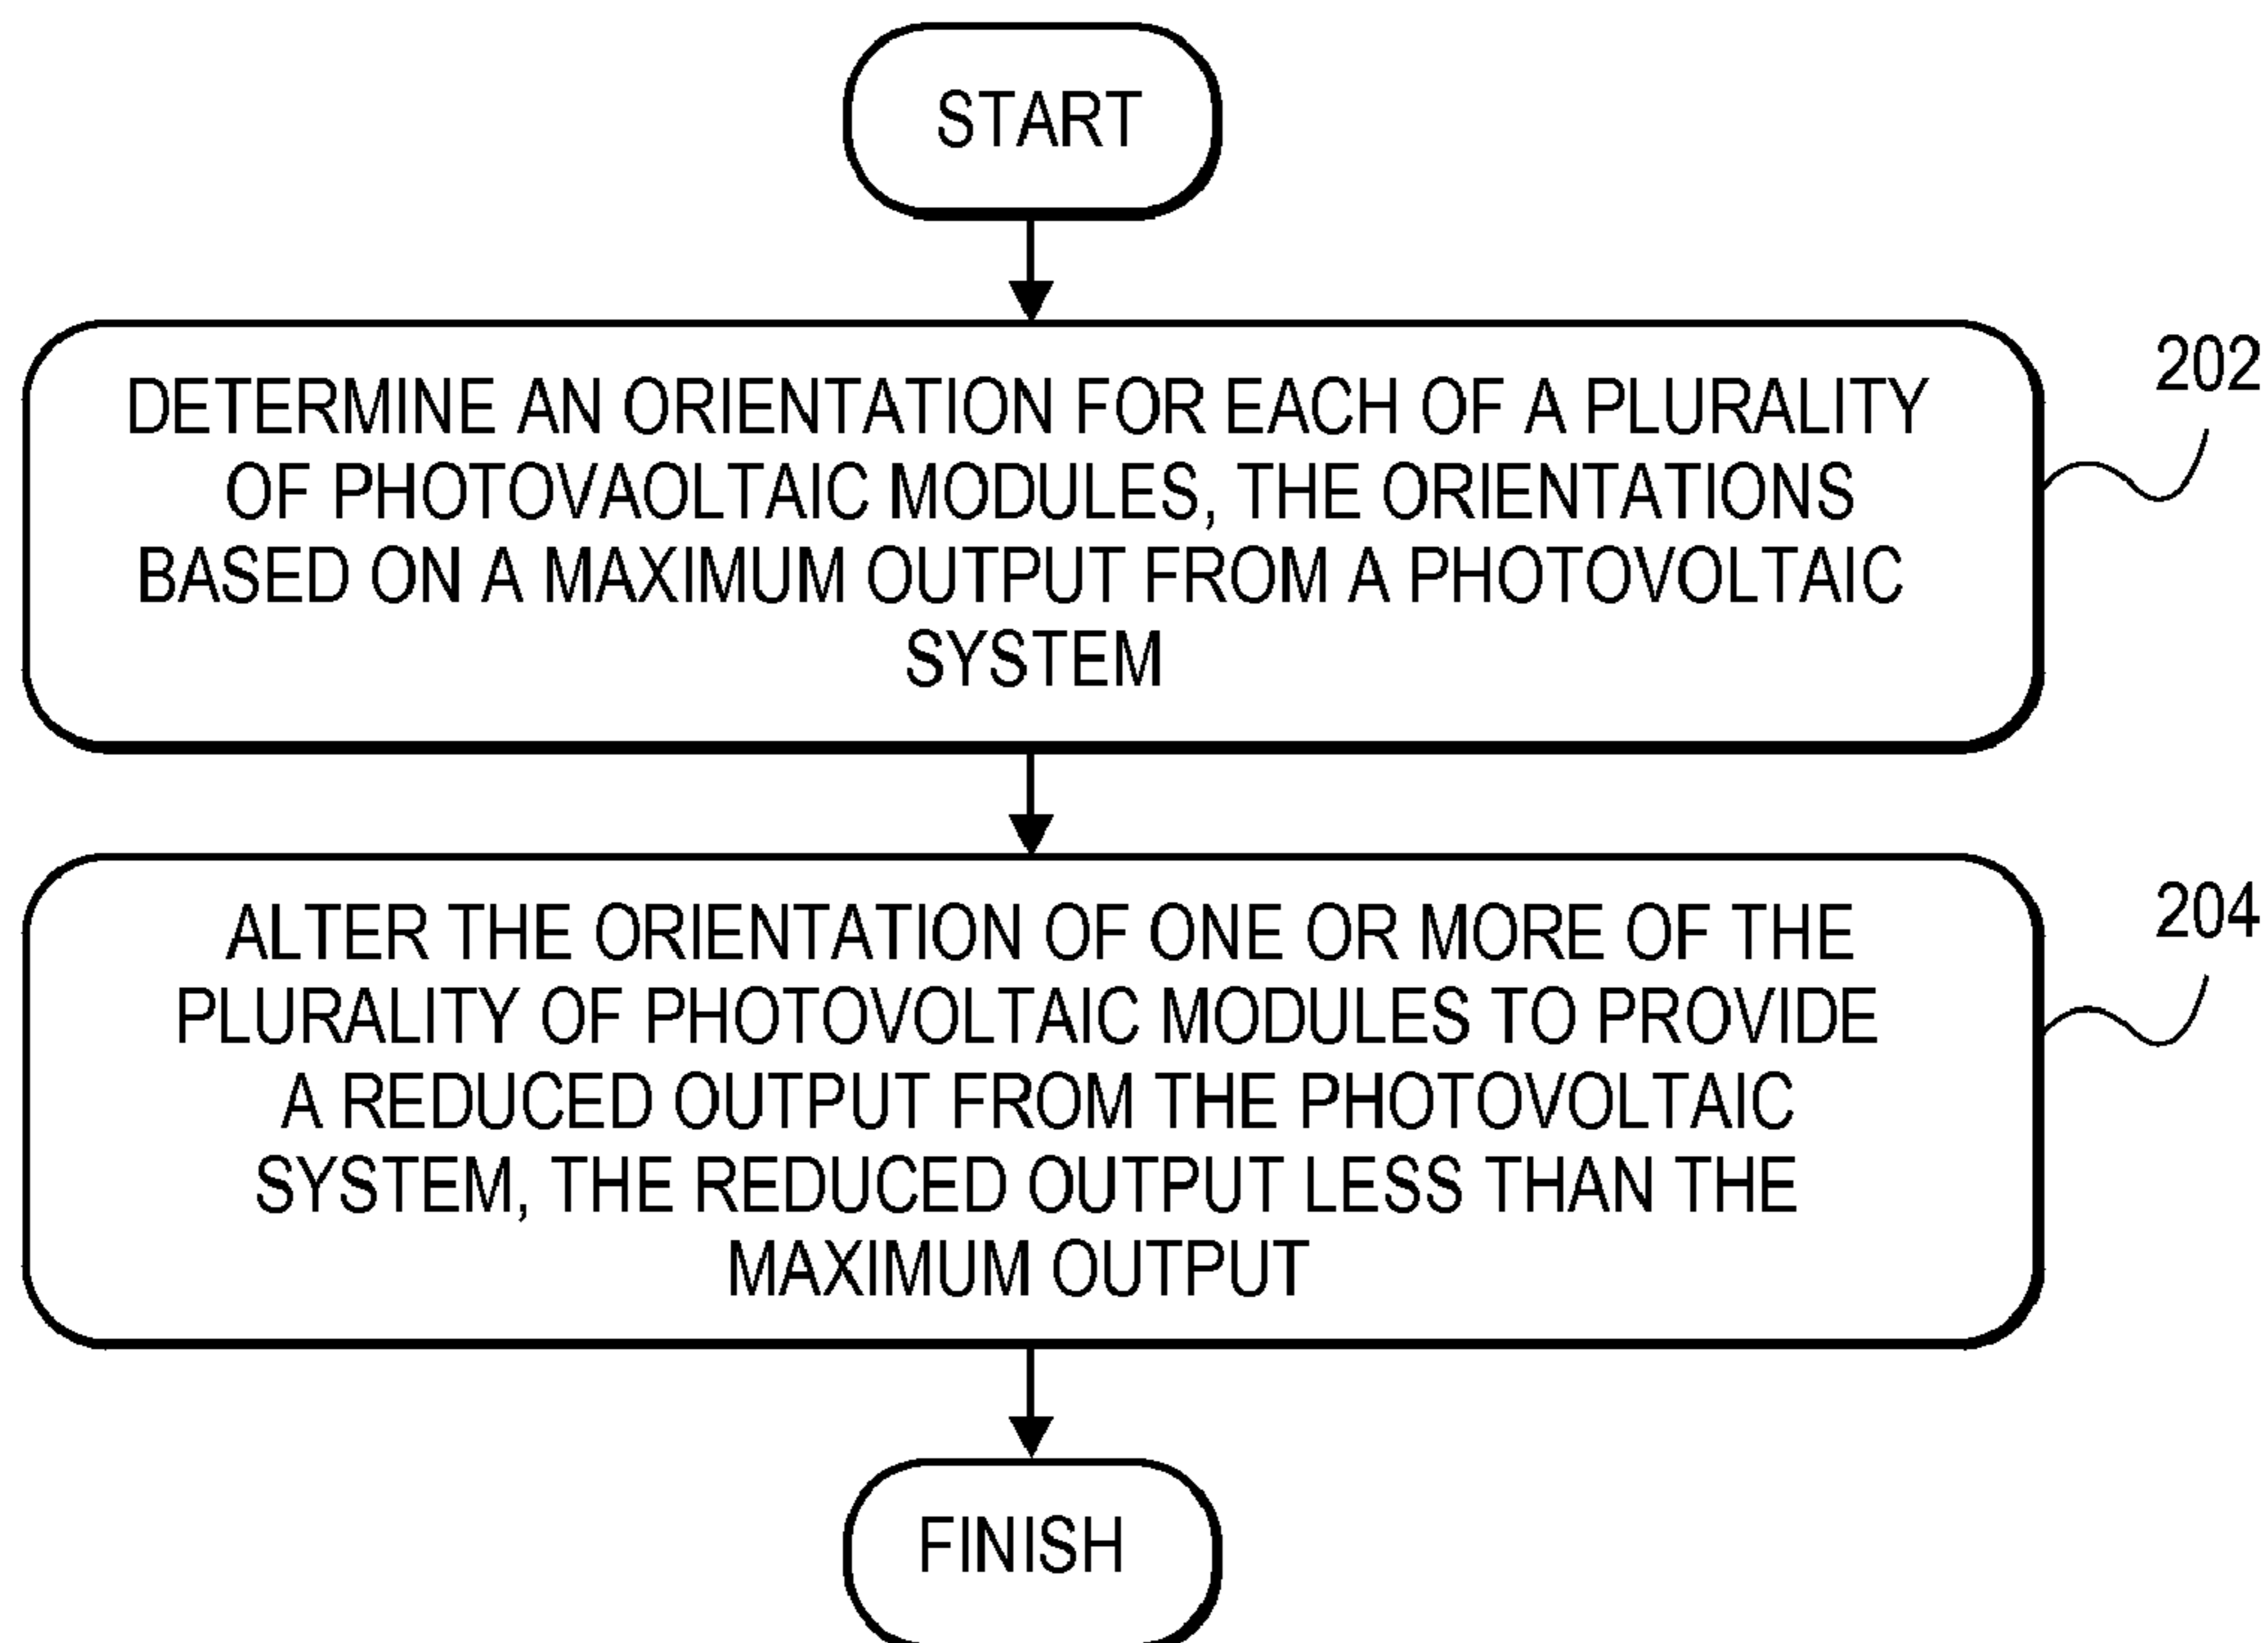 START
DETERMINE AN ORIENTATION FOR EACH OF A PLURALITY
OF PHOTOVAOLTAIC MODULES, THE ORIENTATIONS
BASED ON A MAXIMUM OUTPUT FROM A PHOTOVOLTAIC
SYSTEM
202
ALTER THE ORIENTATION OF ONE OR MORE OF THE
PLURALITY OF PHOTOVOLTAIC MODULES TO PROVIDE
A REDUCED OUTPUT FROM THE PHOTOVOLTAIC
SYSTEM, THE REDUCED OUTPUT LESS THAN THE
MAXIMUM OUTPUT
204
FINISH